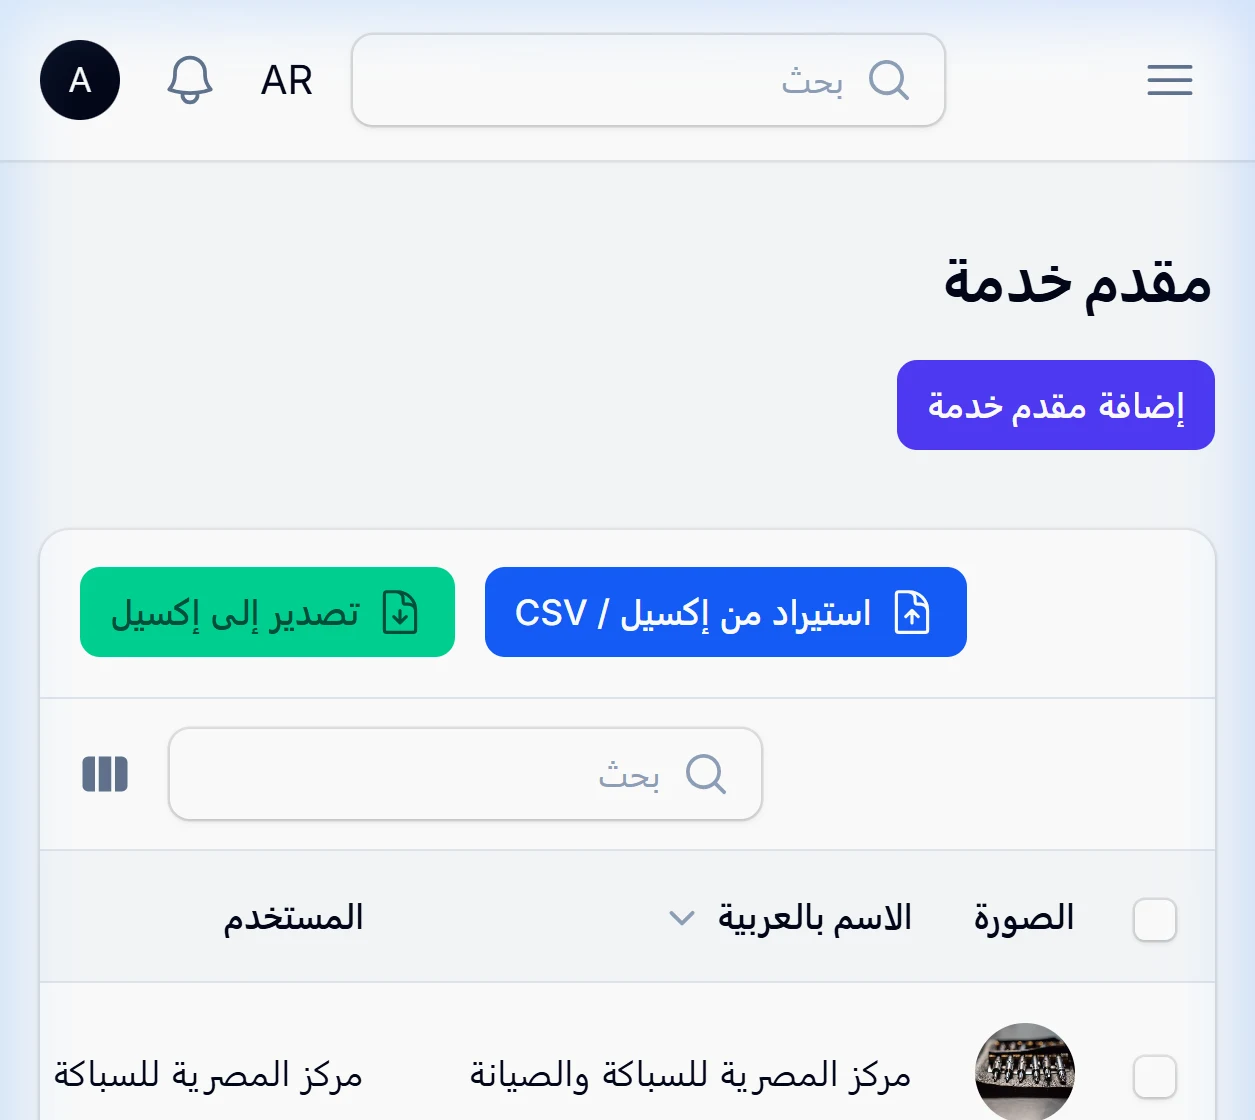 بحث
AR
A
مقدم خدمة
إضافة مقدم خدمة
استيراد من إكسيل / CSV
تصدير إلى إكسيل
بحث
الصورة الاسم بالعربية المستخدم
مركز المصرية للسباكة والصيانة مركز المصرية للسباكة